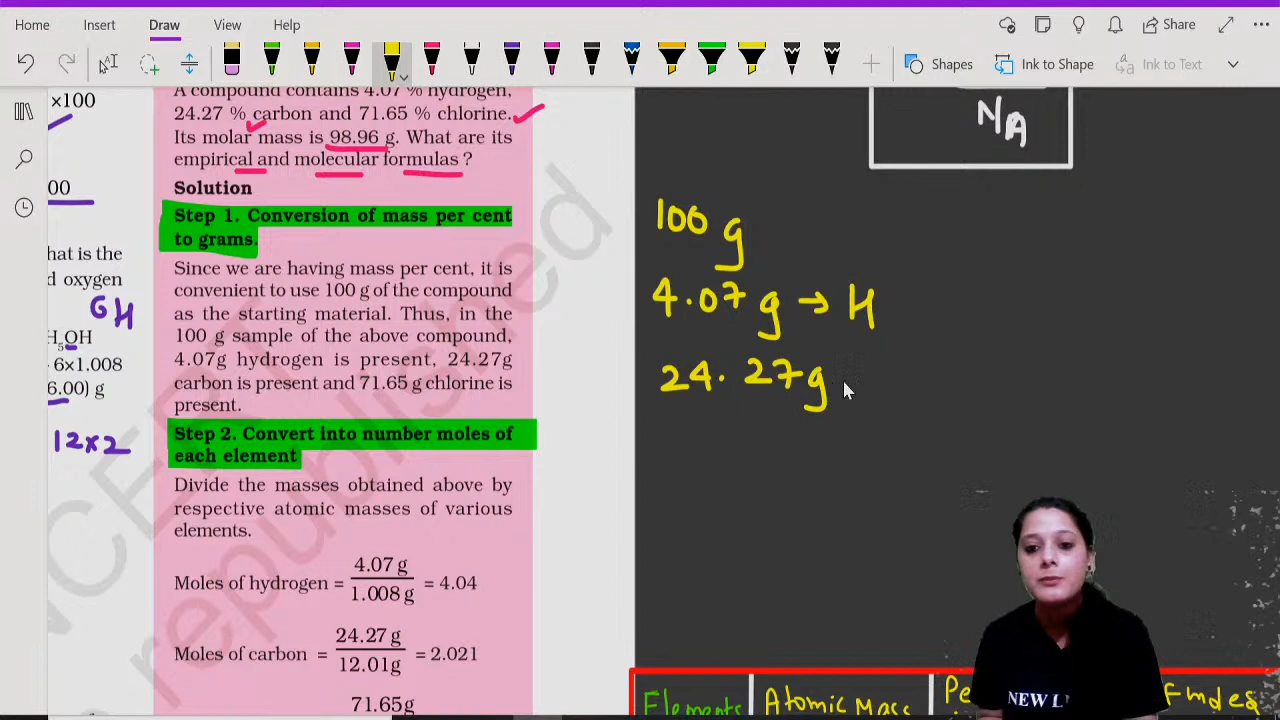 Home Insert Draw View Help Share
Shapes Ink to Shape Ink to Text
×100
00
hat is the
d oxygen
6H
H5OH
6×1.008
6.00) g
12×2
A compound contains 4.07 % hydrogen,
24.27 % carbon and 71.65 % chlorine.
Its molar mass is 98.96 g. What are its
empirical and molecular formulas ?
Solution
Step 1. Conversion of mass per cent
to grams.
Since we are having mass per cent, it is
convenient to use 100 g of the compound
as the starting material. Thus, in the
100 g sample of the above compound,
4.07g hydrogen is present, 24.27g
carbon is present and 71.65 g chlorine is
present.
Step 2. Convert into number moles of
each element
Divide the masses obtained above by
respective atomic masses of various
elements.
Moles of hydrogen = 4.07 g / 1.008 g = 4.04
Moles of carbon = 24.27 g / 12.01g = 2.021
71.65g
NA
100 g
4.07 g → H
24.27g
Elements Atomic Mass Pe
NEW